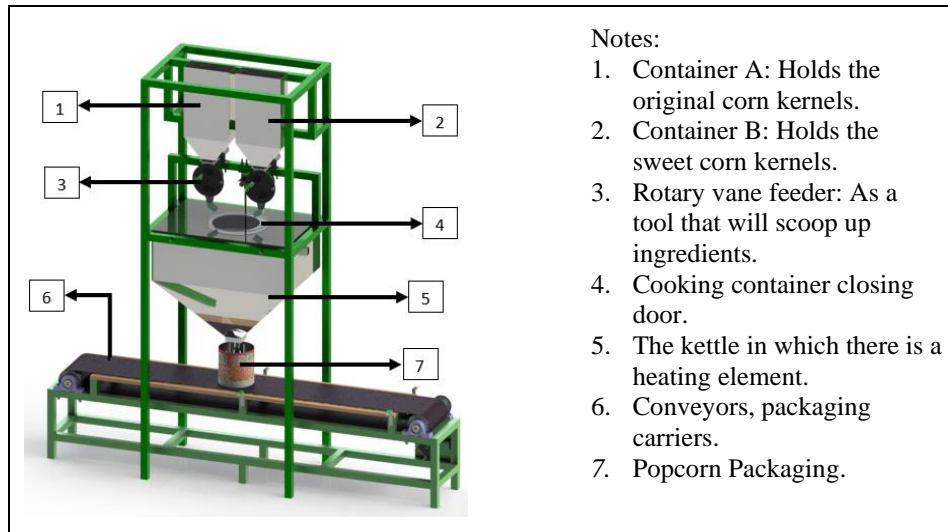 1
2
3
4
5
6
7
Notes:
1. Container A: Holds the
original corn kernels.
2. Container B: Holds the
sweet corn kernels.
3. Rotary vane feeder: As a
tool that will scoop up
ingredients.
4. Cooking container closing
door.
5. The kettle in which there is a
heating element.
6. Conveyors, packaging
carriers.
7. Popcorn Packaging.